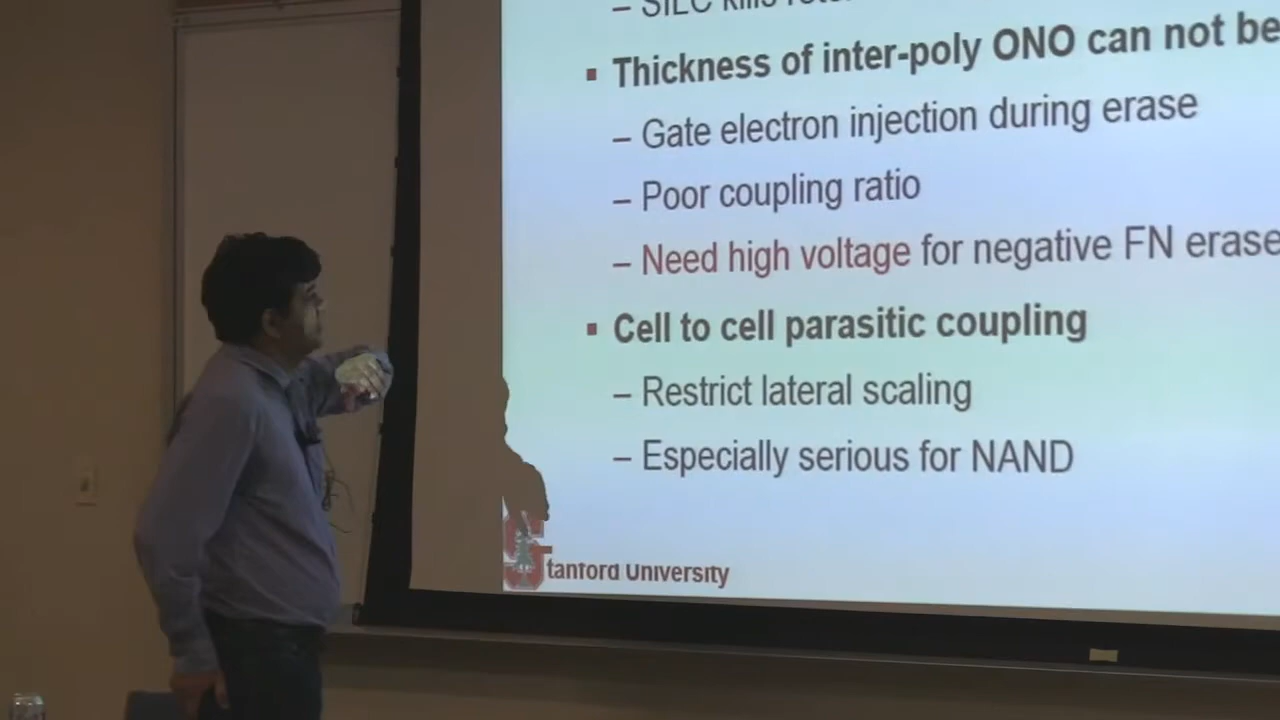 – SILC kills
▪ Thickness of inter-poly ONO can not be
– Gate electron injection during erase
– Poor coupling ratio
– Need high voltage for negative FN erase
▪ Cell to cell parasitic coupling
– Restrict lateral scaling
– Especially serious for NAND
Stanford University